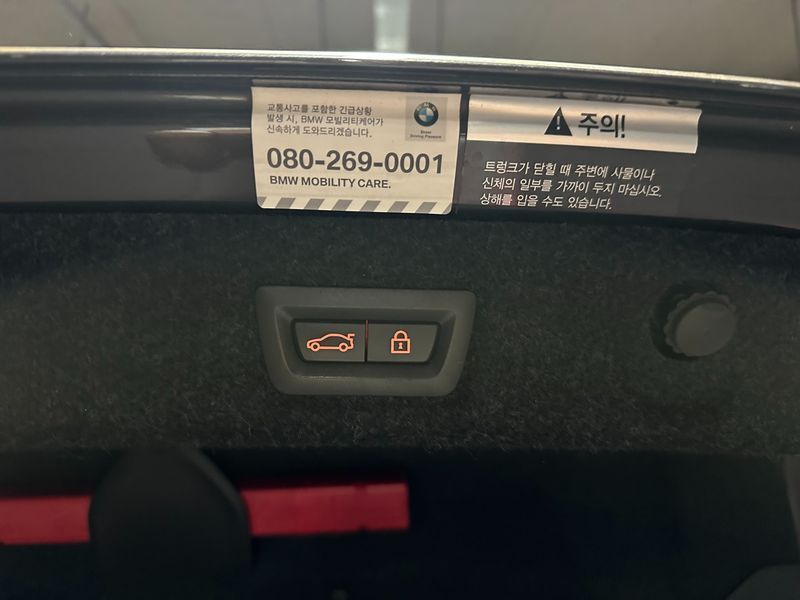 교통사고를 포함한 긴급상황
발생 시, BMW 모빌리티케어가
신속하게 도와드리겠습니다.
080-269-0001
BMW MOBILITY CARE.
주의!
트렁크가 닫힐 때 주변에 사물이나
신체의 일부를 가까이 두지 마십시오.
상해를 입을 수도 있습니다.